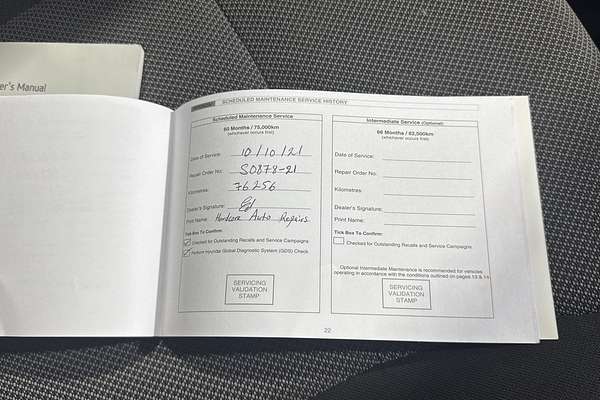 er's Manual
SCHEDULED MAINTENANCE SERVICE HISTORY
Scheduled Maintenance Service
60 Months / 75,000km
(whichever occurs first)
Date of Service: 10/10/21
Repair Order No: S0878-21
Kilometres: 76256
Dealer's Signature:
Print Name: Hardcore Auto Repairs
Tick Box To Confirm:
Checked for Outstanding Recalls and Service Campaigns
Perform Hyundai Global Diagnostic System (GDS) Check
SERVICING
VALIDATION
STAMP
Intermediate Service (Optional)
66 Months / 82,500km
(whichever occurs first)
Date of Service:
Repair Order No:
Kilometres:
Dealer's Signature:
Print Name:
Tick Box To Confirm:
Checked for Outstanding Recalls and Service Campaigns
Optional Intermediate Maintenance is recommended for vehicles
operating in accordance with the conditions outlined on pages 13 & 14
SERVICING
VALIDATION
STAMP
22